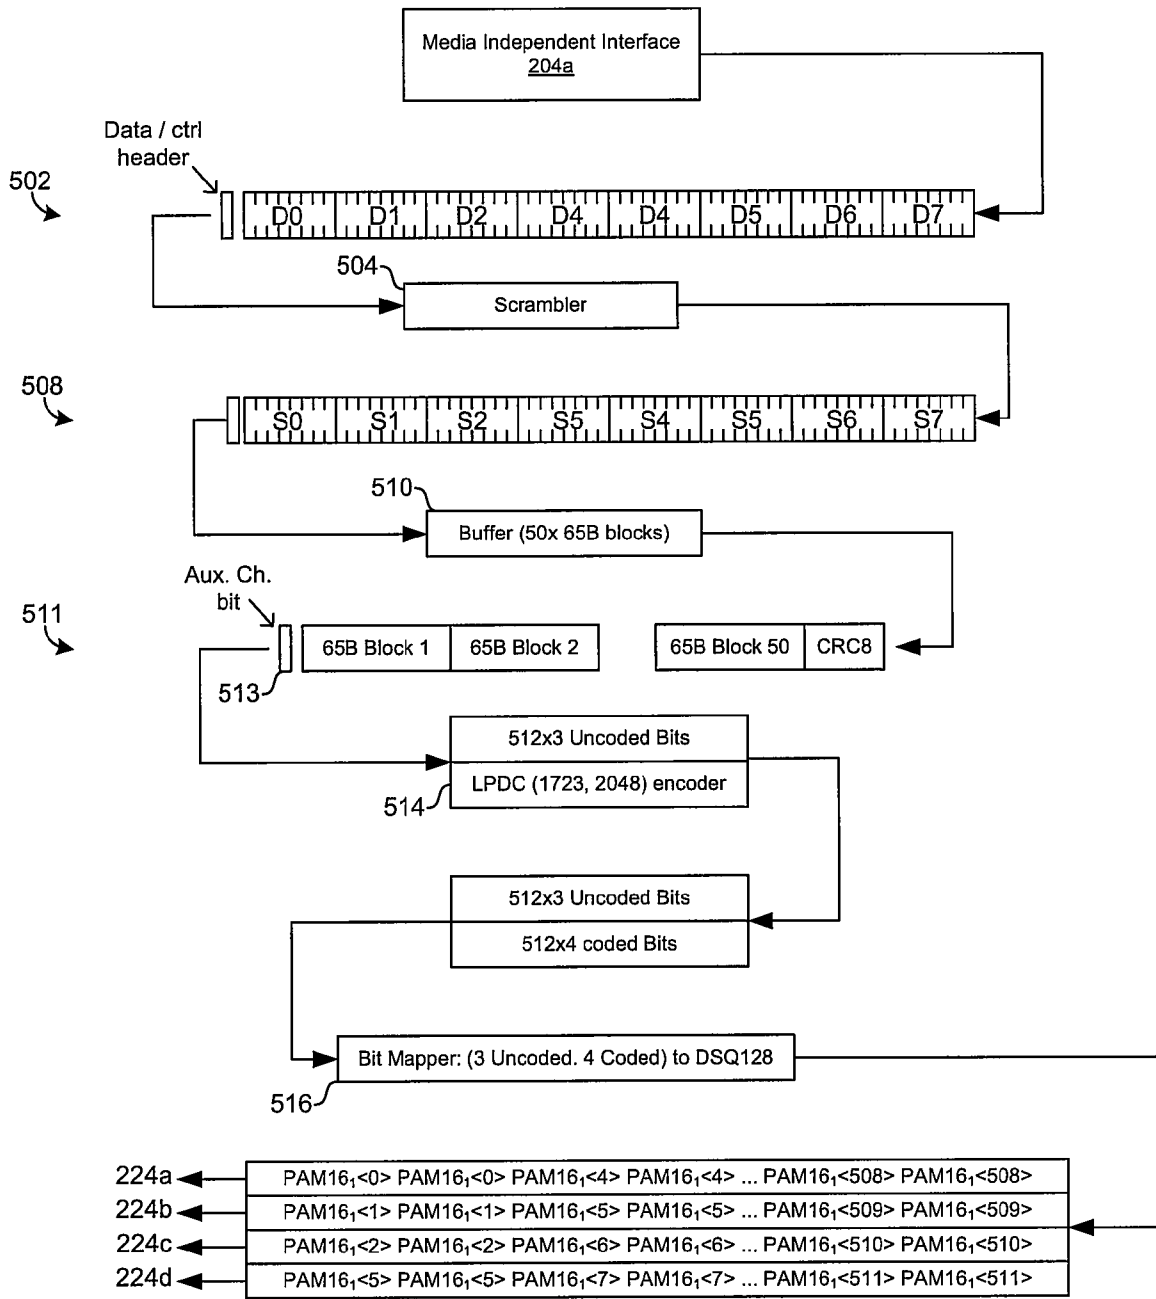 Media Independent Interface
204a
Data / ctrl
header
502
D0 D1 D2 D4 D4 D5 D6 D7
504
Scrambler
508
S0 S1 S2 S5 S4 S5 S6 S7
510
Buffer (50x 65B blocks)
Aux. Ch.
bit
511
65B Block 1 65B Block 2 65B Block 50 CRC8
513
512x3 Uncoded Bits
LPDC (1723, 2048) encoder
514
512x3 Uncoded Bits
512x4 coded Bits
Bit Mapper: (3 Uncoded. 4 Coded) to DSQ128
516
224a PAM16₁<0> PAM16₁<0> PAM16₁<4> PAM16₁<4> ... PAM16₁<508> PAM16₁<508>
224b PAM16₁<1> PAM16₁<1> PAM16₁<5> PAM16₁<5> ... PAM16₁<509> PAM16₁<509>
224c PAM16₁<2> PAM16₁<2> PAM16₁<6> PAM16₁<6> ... PAM16₁<510> PAM16₁<510>
224d PAM16₁<5> PAM16₁<5> PAM16₁<7> PAM16₁<7> ... PAM16₁<511> PAM16₁<511>